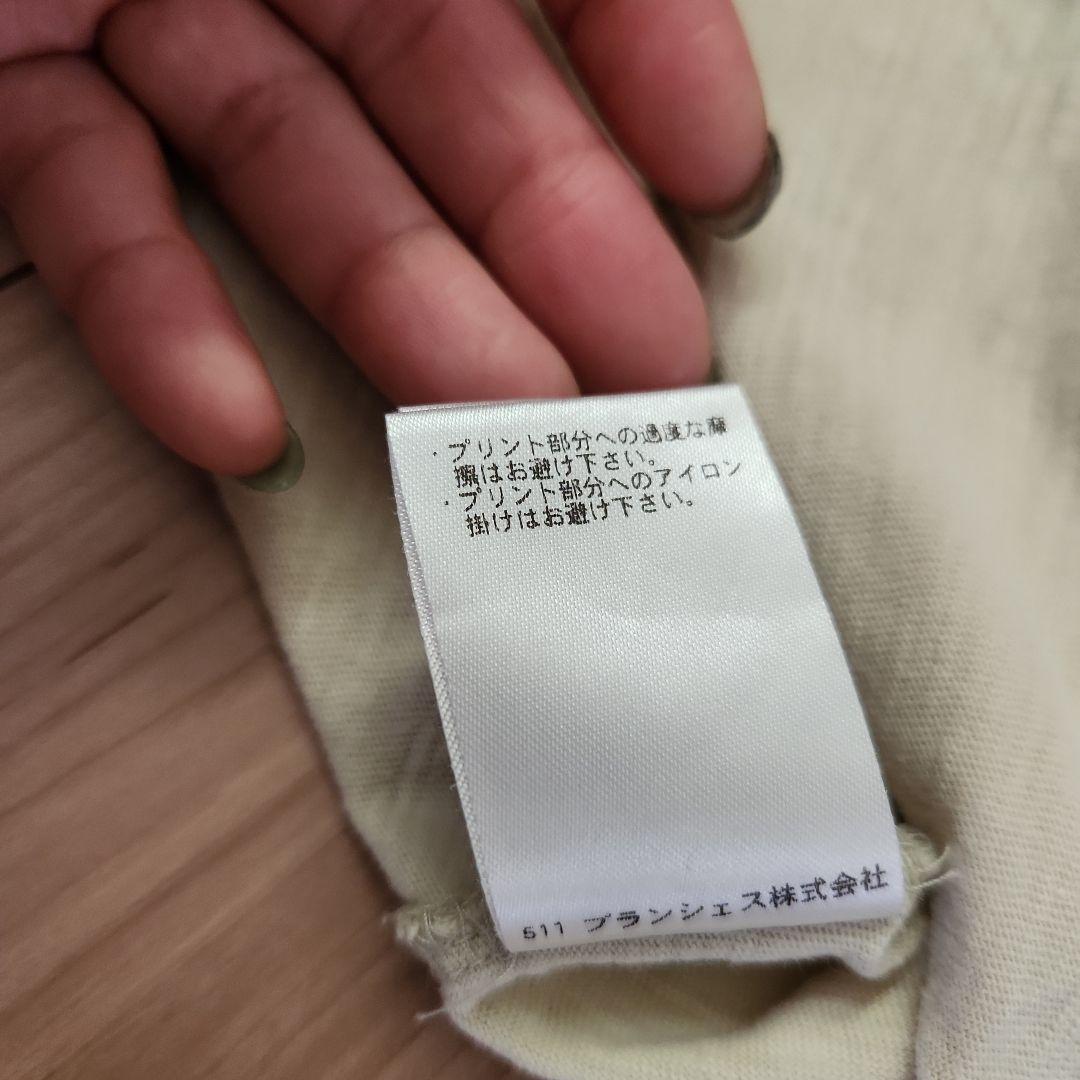 ・プリント部分への過度な摩
擦はお避け下さい。
・プリント部分へのアイロン
掛けはお避け下さい。
511 ブランシェス株式会社